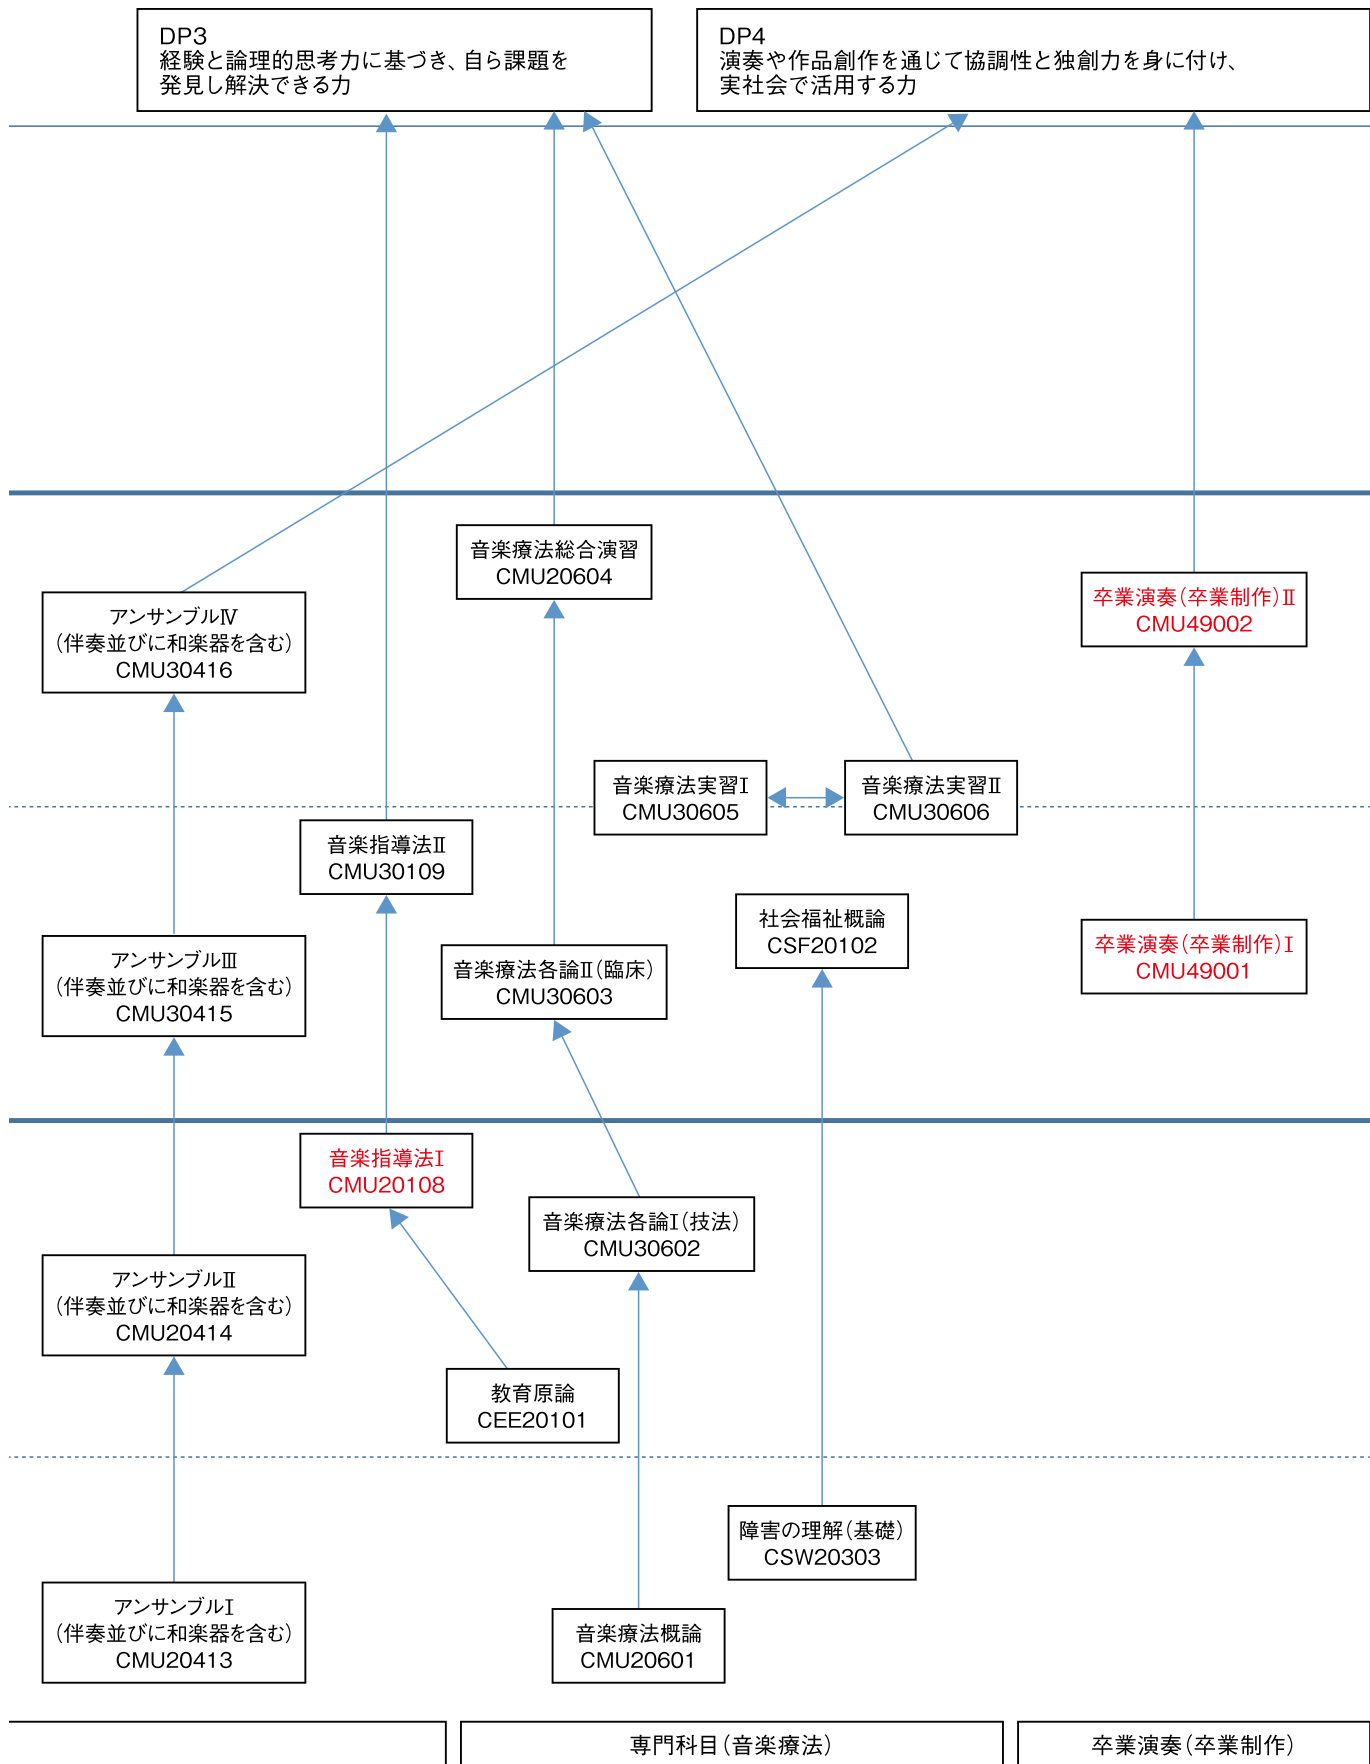 DP3
経験と論理的思考力に基づき、自ら課題を
発見し解決できる力
DP4
演奏や作品創作を通じて協調性と独創力を身に付け、
実社会で活用する力
音楽療法総合演習
CMU20604
アンサンブルⅣ
（伴奏並びに和楽器を含む）
CMU30416
卒業演奏（卒業制作）Ⅱ
CMU49002
音楽療法実習Ⅰ
CMU30605
音楽療法実習Ⅱ
CMU30606
音楽指導法Ⅱ
CMU30109
社会福祉概論
CSF20102
アンサンブルⅢ
（伴奏並びに和楽器を含む）
CMU30415
音楽療法各論Ⅱ（臨床）
CMU30603
卒業演奏（卒業制作）Ⅰ
CMU49001
音楽指導法Ⅰ
CMU20108
音楽療法各論Ⅰ（技法）
CMU30602
アンサンブルⅡ
（伴奏並びに和楽器を含む）
CMU20414
教育原論
CEE20101
障害の理解（基礎）
CSW20303
アンサンブルⅠ
（伴奏並びに和楽器を含む）
CMU20413
音楽療法概論
CMU20601
専門科目（音楽療法）
卒業演奏（卒業制作）